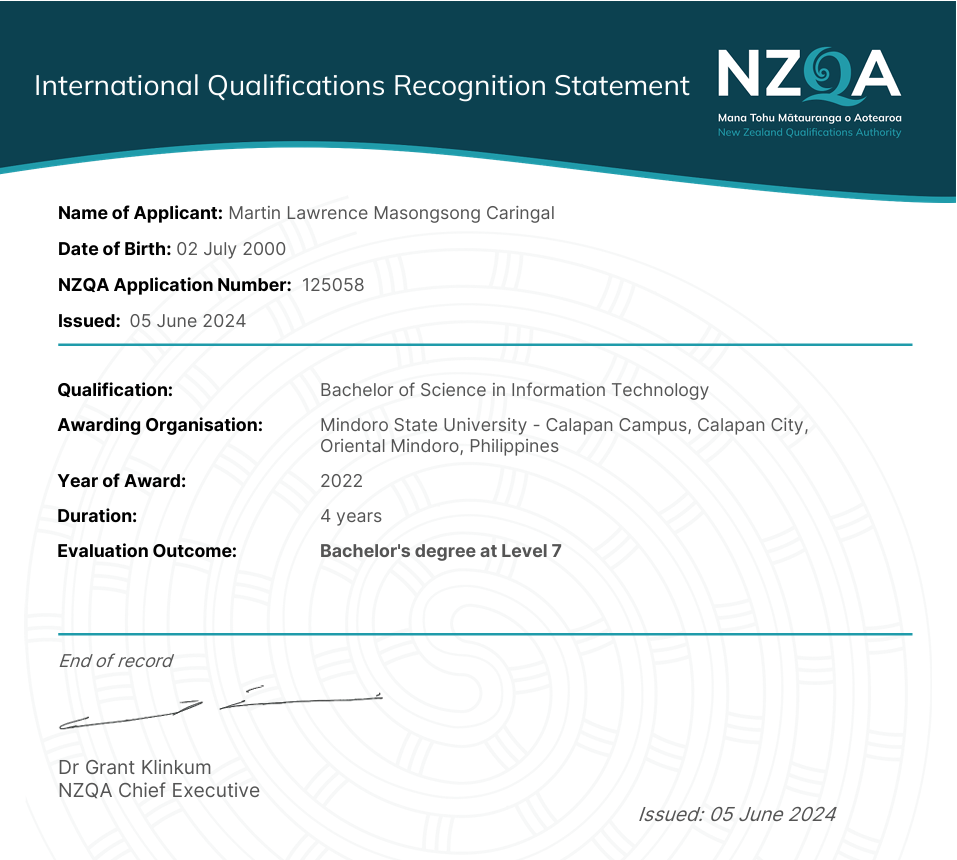 International Qualifications Recognition Statement
NZQA
Mana Tohu Mātauranga o Aotearoa
New Zealand Qualifications Authority
Name of Applicant: Martin Lawrence Masongsong Caringal
Date of Birth: 02 July 2000
NZQA Application Number: 125058
Issued: 05 June 2024
Qualification: Bachelor of Science in Information Technology
Awarding Organisation: Mindoro State University - Calapan Campus, Calapan City,
Oriental Mindoro, Philippines
Year of Award: 2022
Duration: 4 years
Evaluation Outcome: Bachelor's degree at Level 7
End of record
Dr Grant Klinkum
NZQA Chief Executive
Issued: 05 June 2024